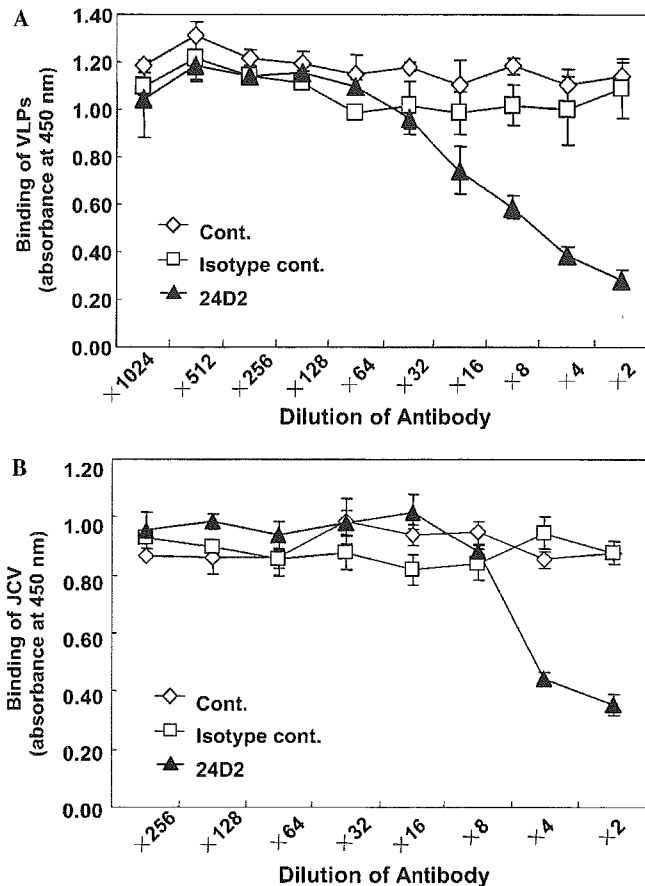 A
1.40
1.20
1.00
0.80
0.60
0.40
0.20
0.00
Binding of VLPs
(absorbance at 450 nm)
Cont.
Isotype cont.
24D2
×1024
×512
×256
×128
×64
×32
×16
×8
×4
×2
Dilution of Antibody
B
1.20
1.00
0.80
0.60
0.40
0.20
0.00
Binding of JCV
(absorbance at 450 nm)
Cont.
Isotype cont.
24D2
×256
×128
×64
×32
×16
×8
×4
×2
Dilution of Antibody